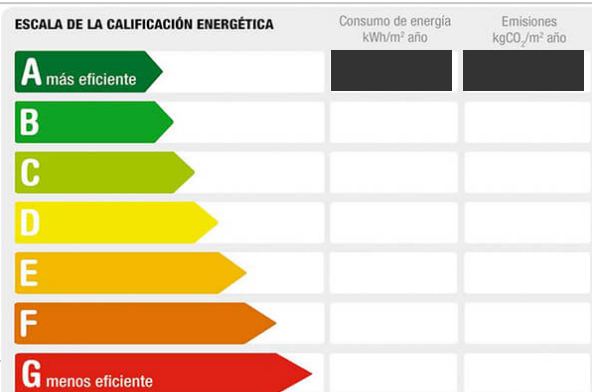 ESCALA DE LA CALIFICACIÓN ENERGÉTICA
Consumo de energía
kWh/m² año
Emisiones
kgCO₂/m² año
A más eficiente
B
C
D
E
F
G menos eficiente